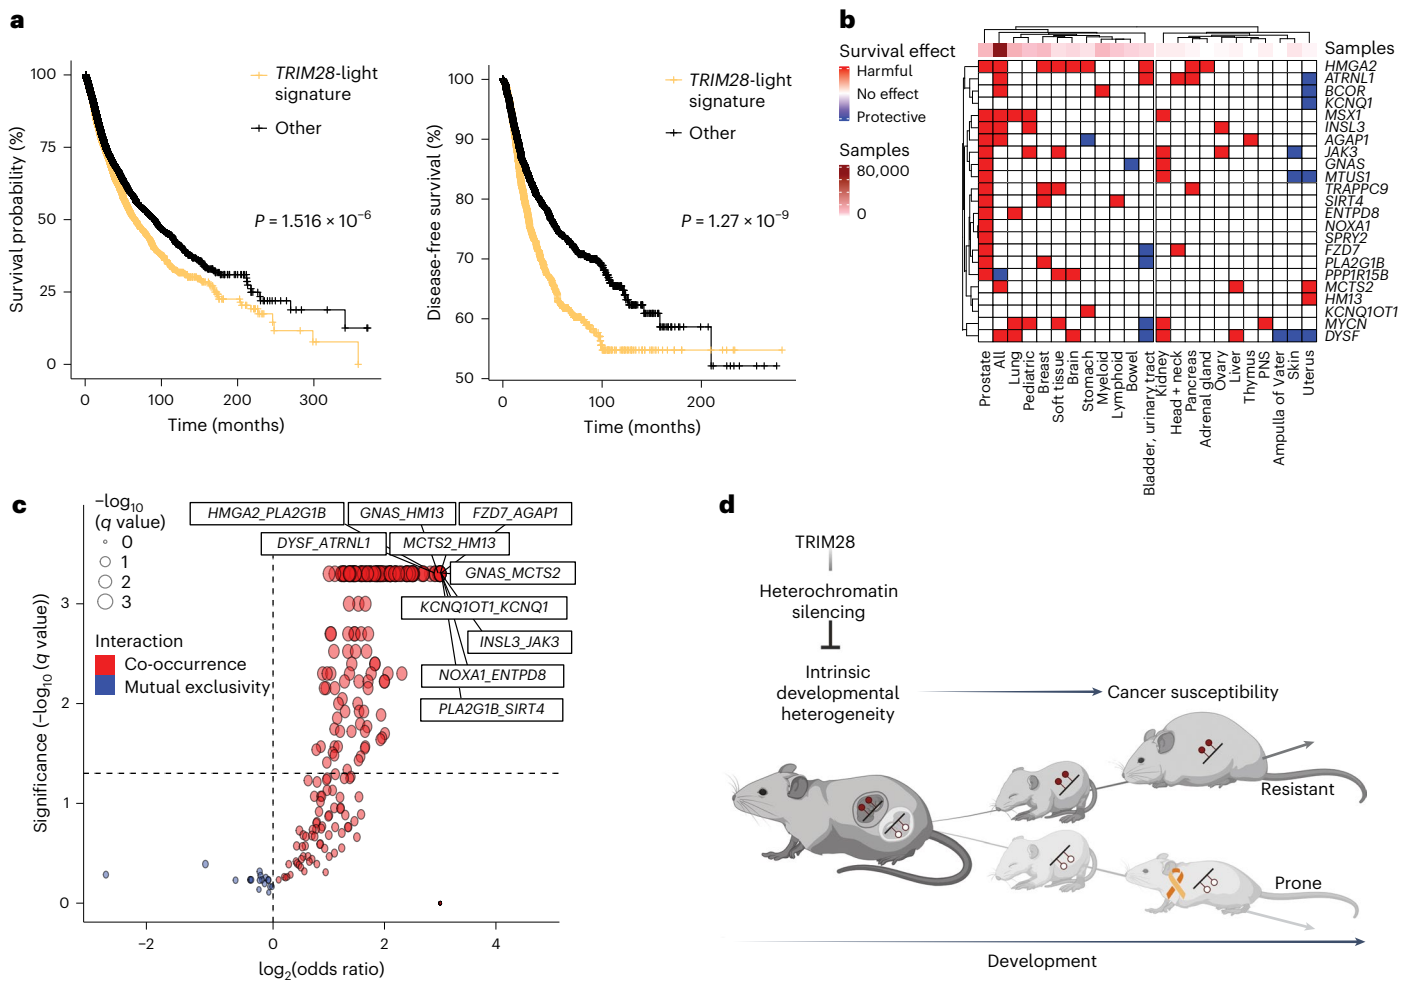 a
100
75
50
25
0
Survival probability (%)
TRIM28-light
signature
Other
P = 1.516 × 10−6
0
100
200
300
Time (months)
100
90
80
70
60
50
Disease-free survival (%)
TRIM28-light
signature
Other
P = 1.27 × 10−9
0
100
200
Time (months)
b
Survival effect
Harmful
No effect
Protective
Samples
80,000
0
Samples
HMGA2
ATRNL1
BCOR
KCNQ1
MSX1
INSL3
AGAP1
JAK3
GNAS
MTUS1
TRAPPC9
SIRT4
ENTPD8
NOXA1
SPRY2
FZD7
PLA2G1B
PPP1R15B
MCTS2
HM13
KCNQ1OT1
MYCN
DYSF
Prostate
All
Lung
Pediatric
Breast
Soft tissue
Brain
Stomach
Myeloid
Lymphoid
Bowel
Bladder, urinary tract
Kidney
Head + neck
Pancreas
Adrenal gland
Ovary
Liver
Thymus
PNS
Ampulla of Vater
Skin
Uterus
c
−log10
(q value)
0
1
2
3
Interaction
Co-occurrence
Mutual exclusivity
HMGA2_PLA2G1B
GNAS_HM13
FZD7_AGAP1
DYSF_ATRNL1
MCTS2_HM13
GNAS_MCTS2
KCNQ1OT1_KCNQ1
INSL3_JAK3
NOXA1_ENTPD8
PLA2G1B_SIRT4
3
2
1
0
Significance (−log10 (q value))
−2
0
2
4
log2(odds ratio)
d
TRIM28
Heterochromatin
silencing
Intrinsic
developmental
heterogeneity
Cancer susceptibility
Resistant
Prone
Development